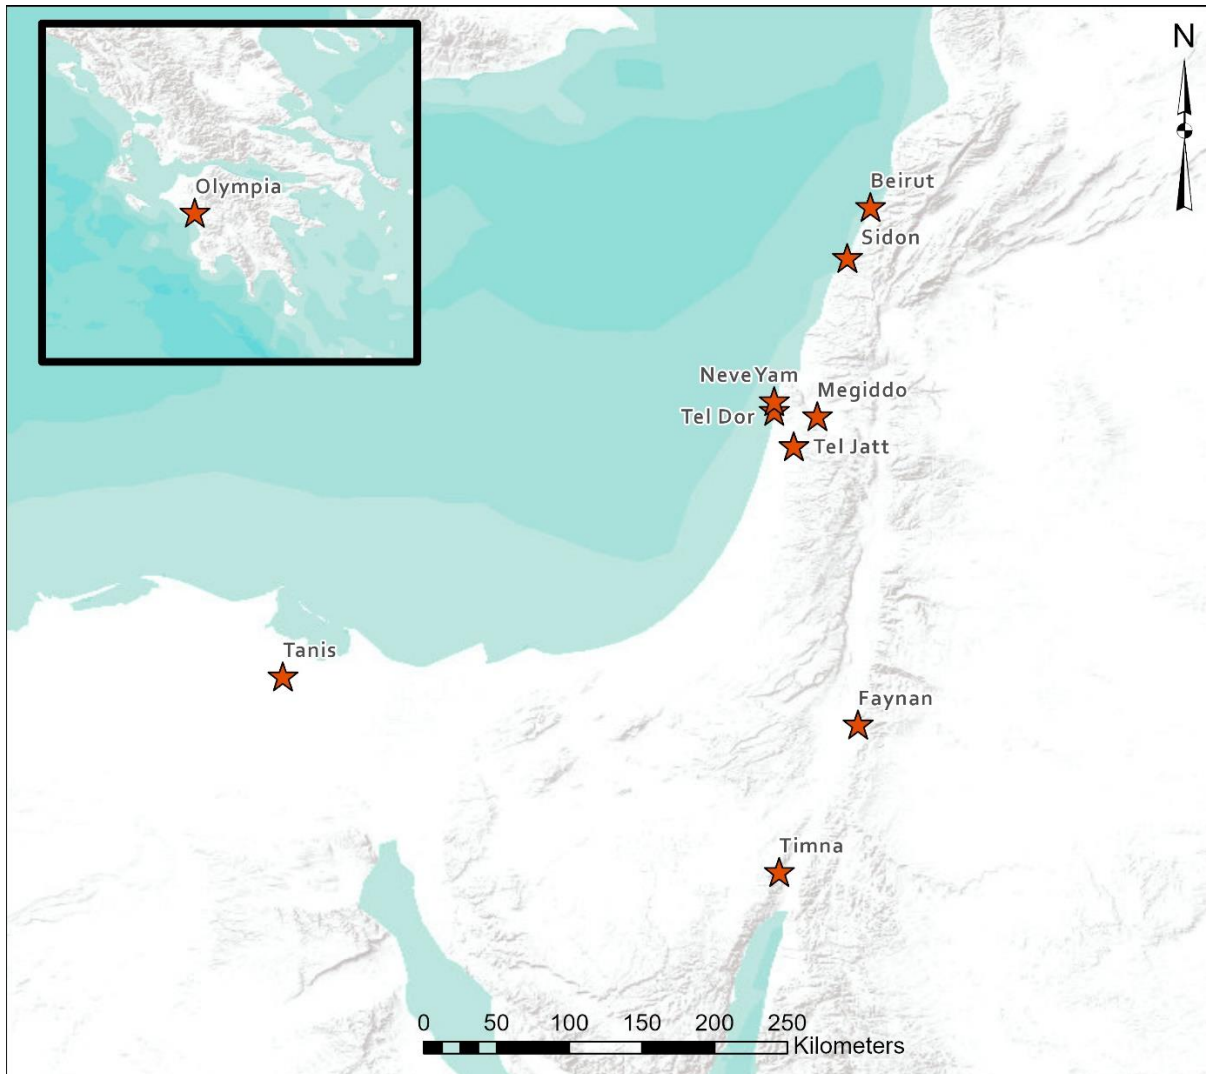 N
Olympia
Beirut
Sidon
Neve Yam
Megiddo
Tel Dor
Tel Jatt
Tanis
Faynan
Timna
0 50 100 150 200 250
Kilometers